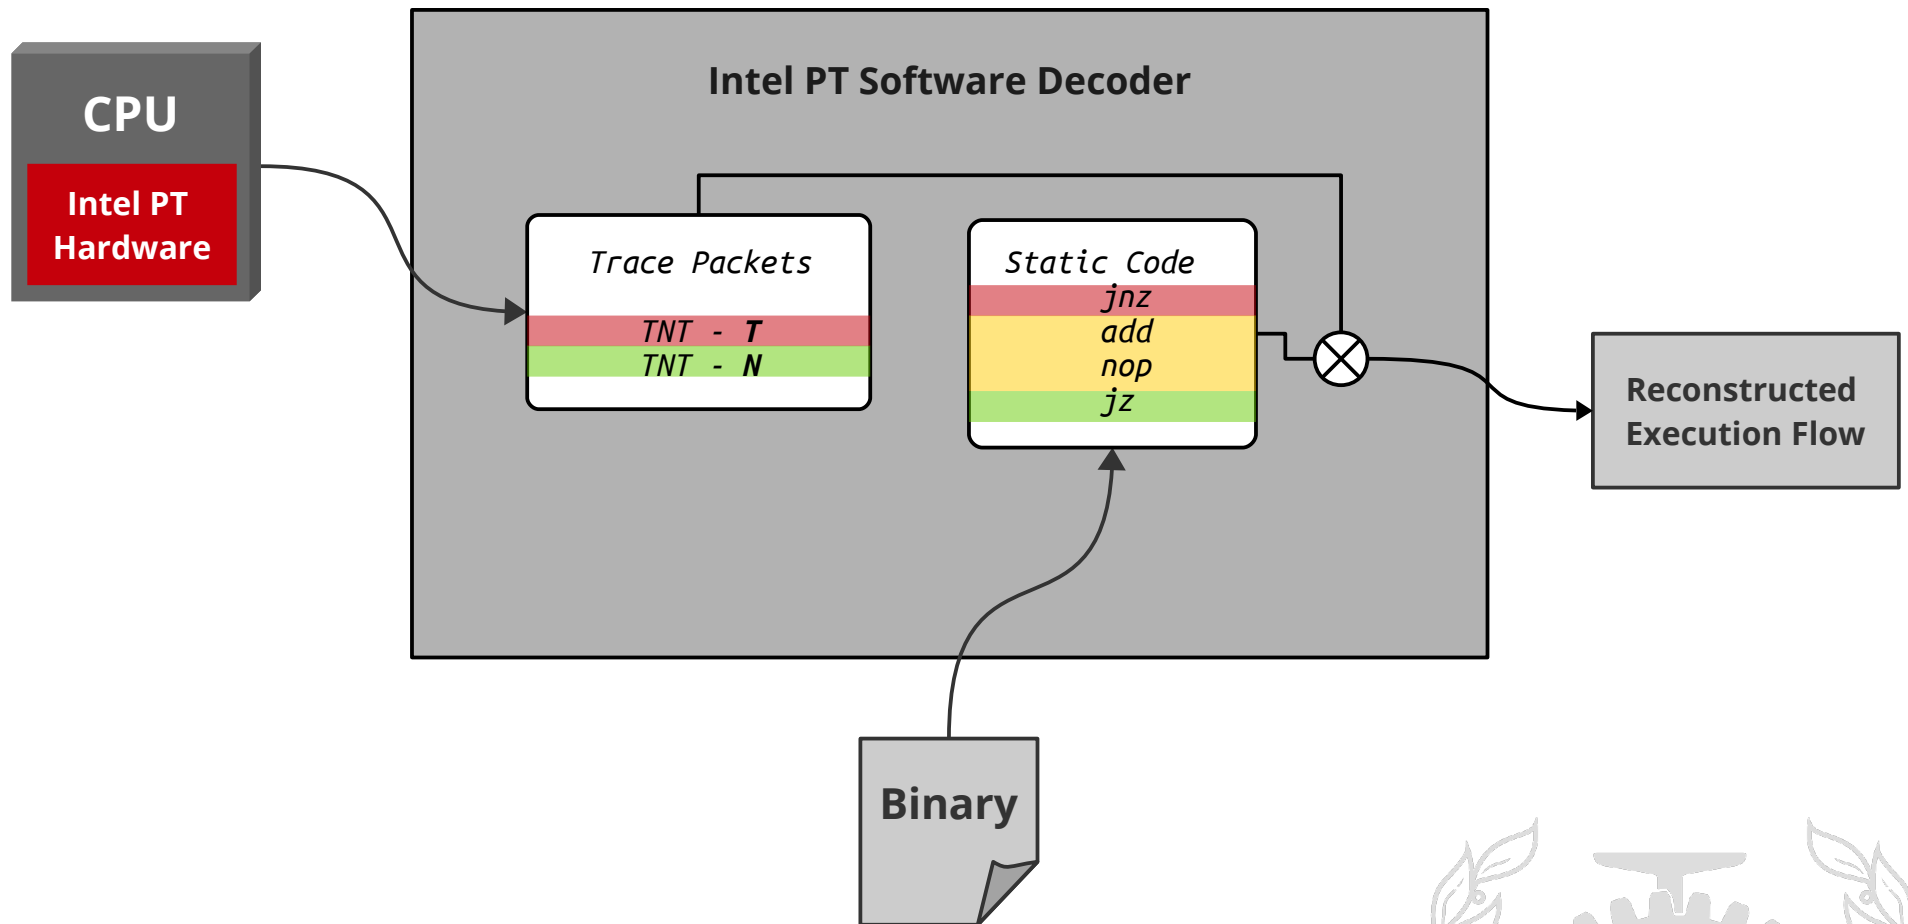 Intel PT Software Decoder
CPU
Intel PT
Hardware
Trace Packets
TNT - T
TNT - N
Static Code
jnz
add
nop
jz
Reconstructed
Execution Flow
Binary